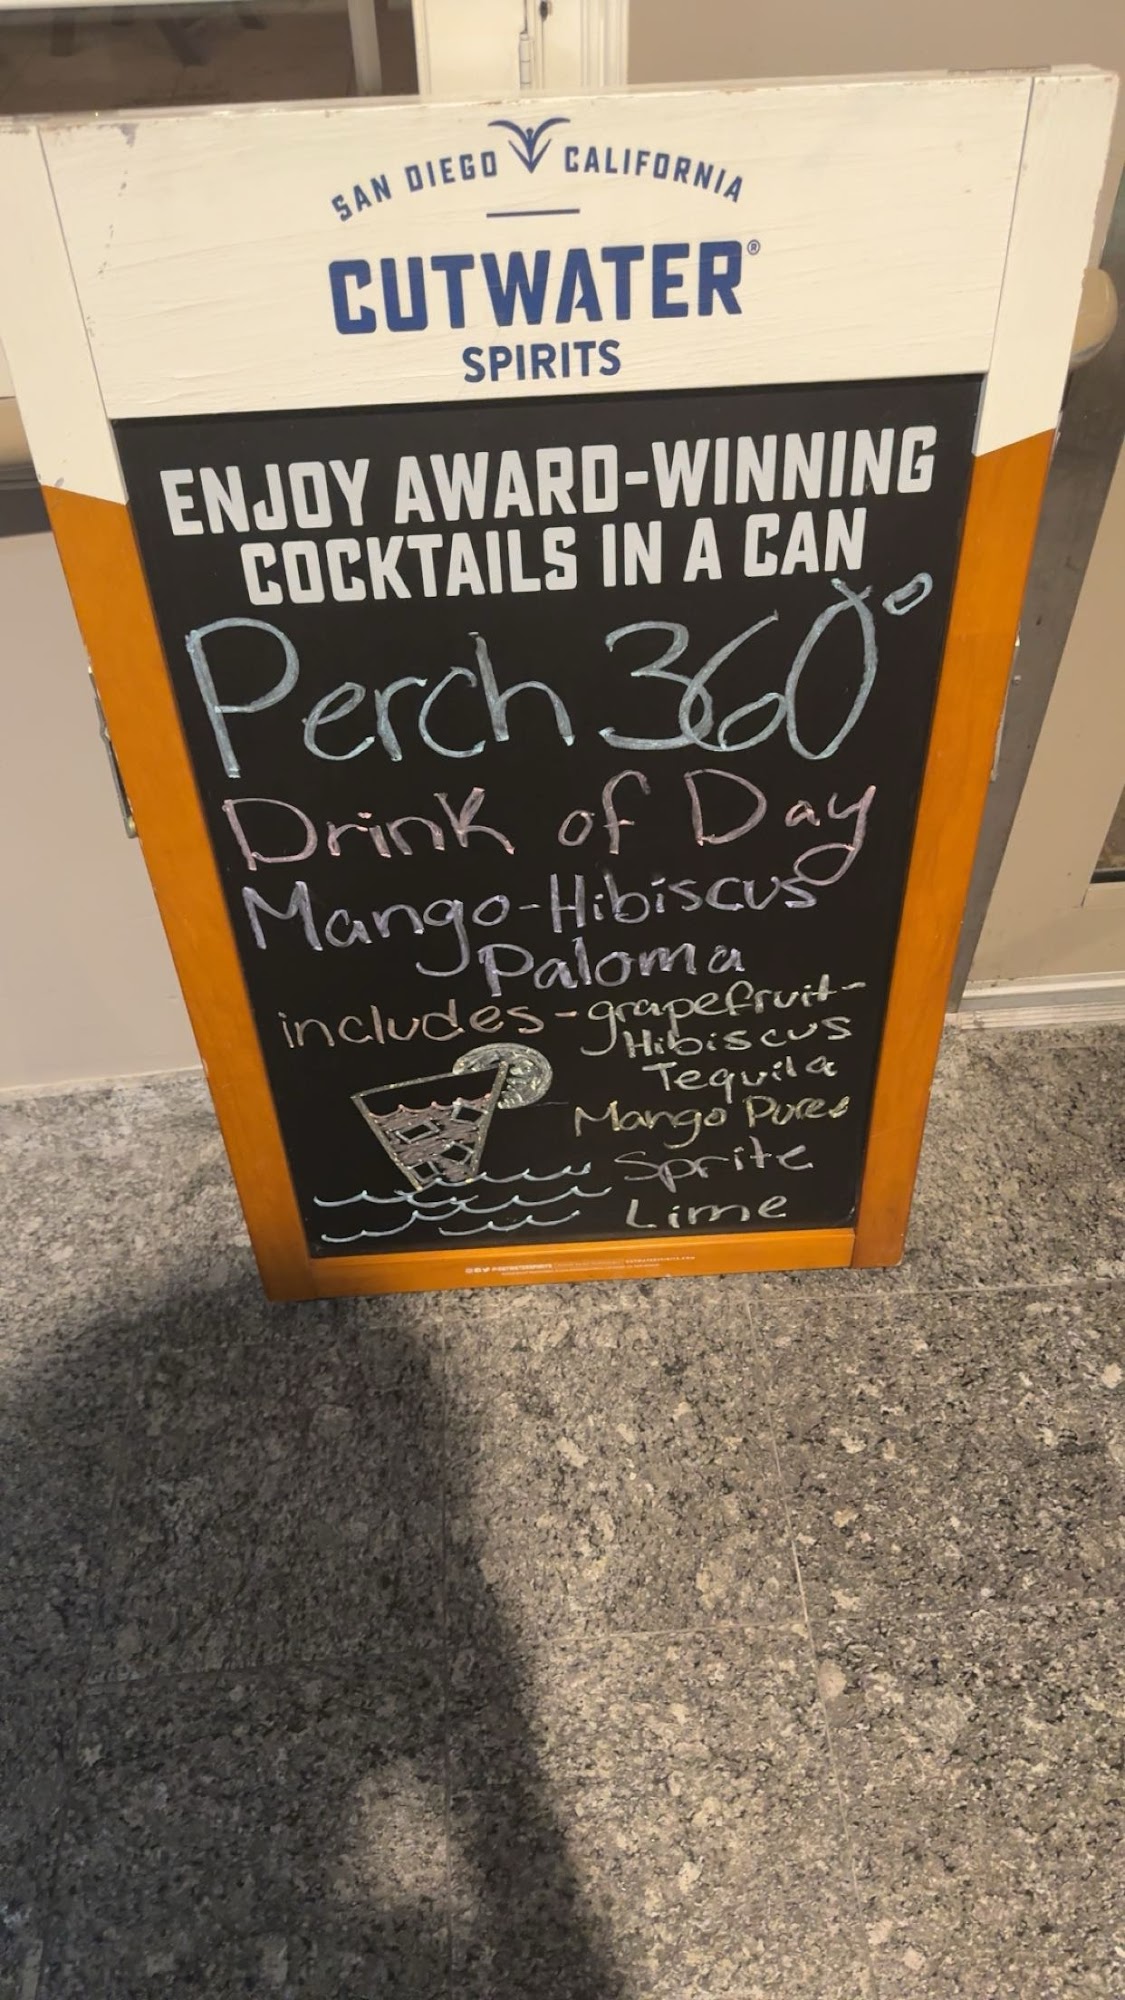 SAN DIEGO CALIFORNIA
CUTWATER®
SPIRITS
ENJOY AWARD-WINNING
COCKTAILS IN A CAN
Perch 360°
Drink of Day
Mango-Hibiscus
Paloma
includes - grapefruit-
Hibiscus
Tequila
Mango Puree
Sprite
Lime